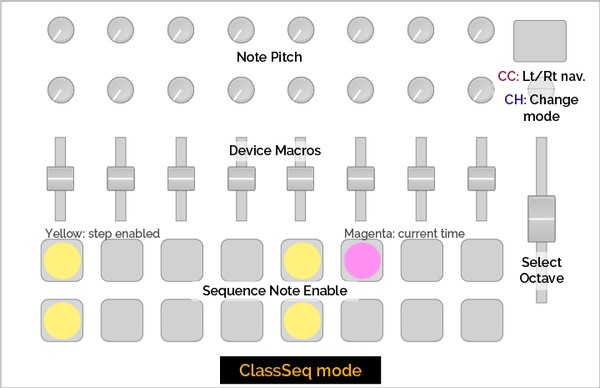 Note Pitch
CC: Lt/Rt nav.
CH: Change
mode
Device Macros
Yellow: step enabled
Magenta: current time
Select
Octave
Sequence Note Enable
ClassSeq mode